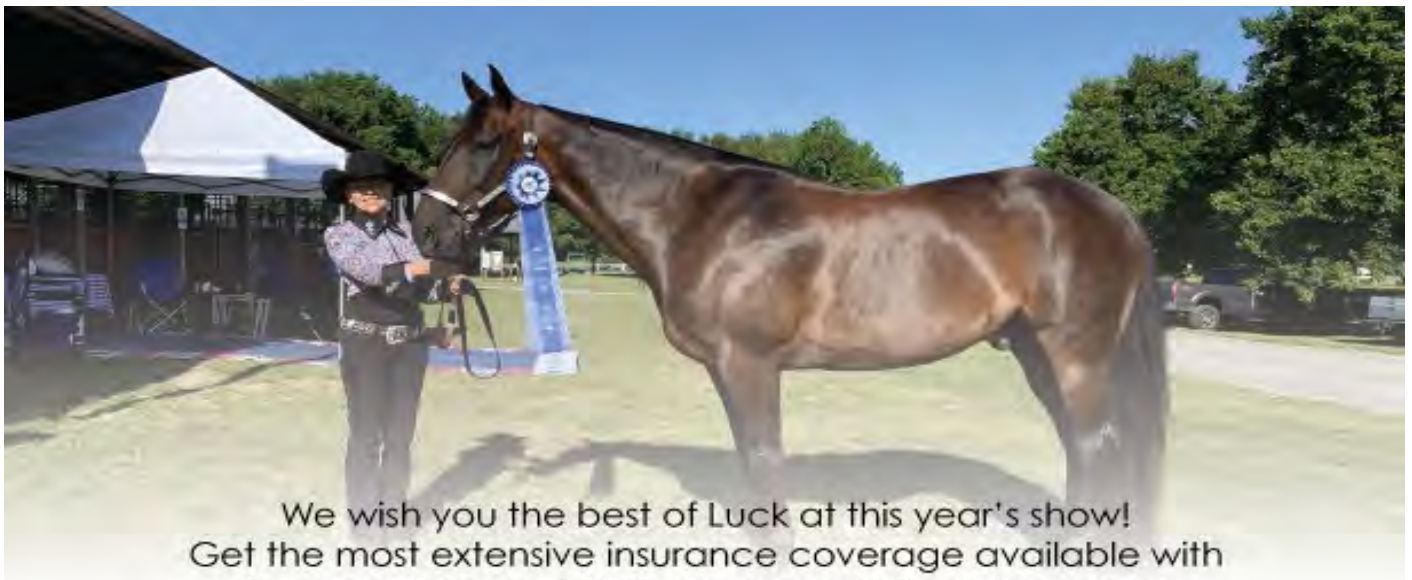 We wish you the best of Luck at this year's show!
Get the most extensive insurance coverage available with